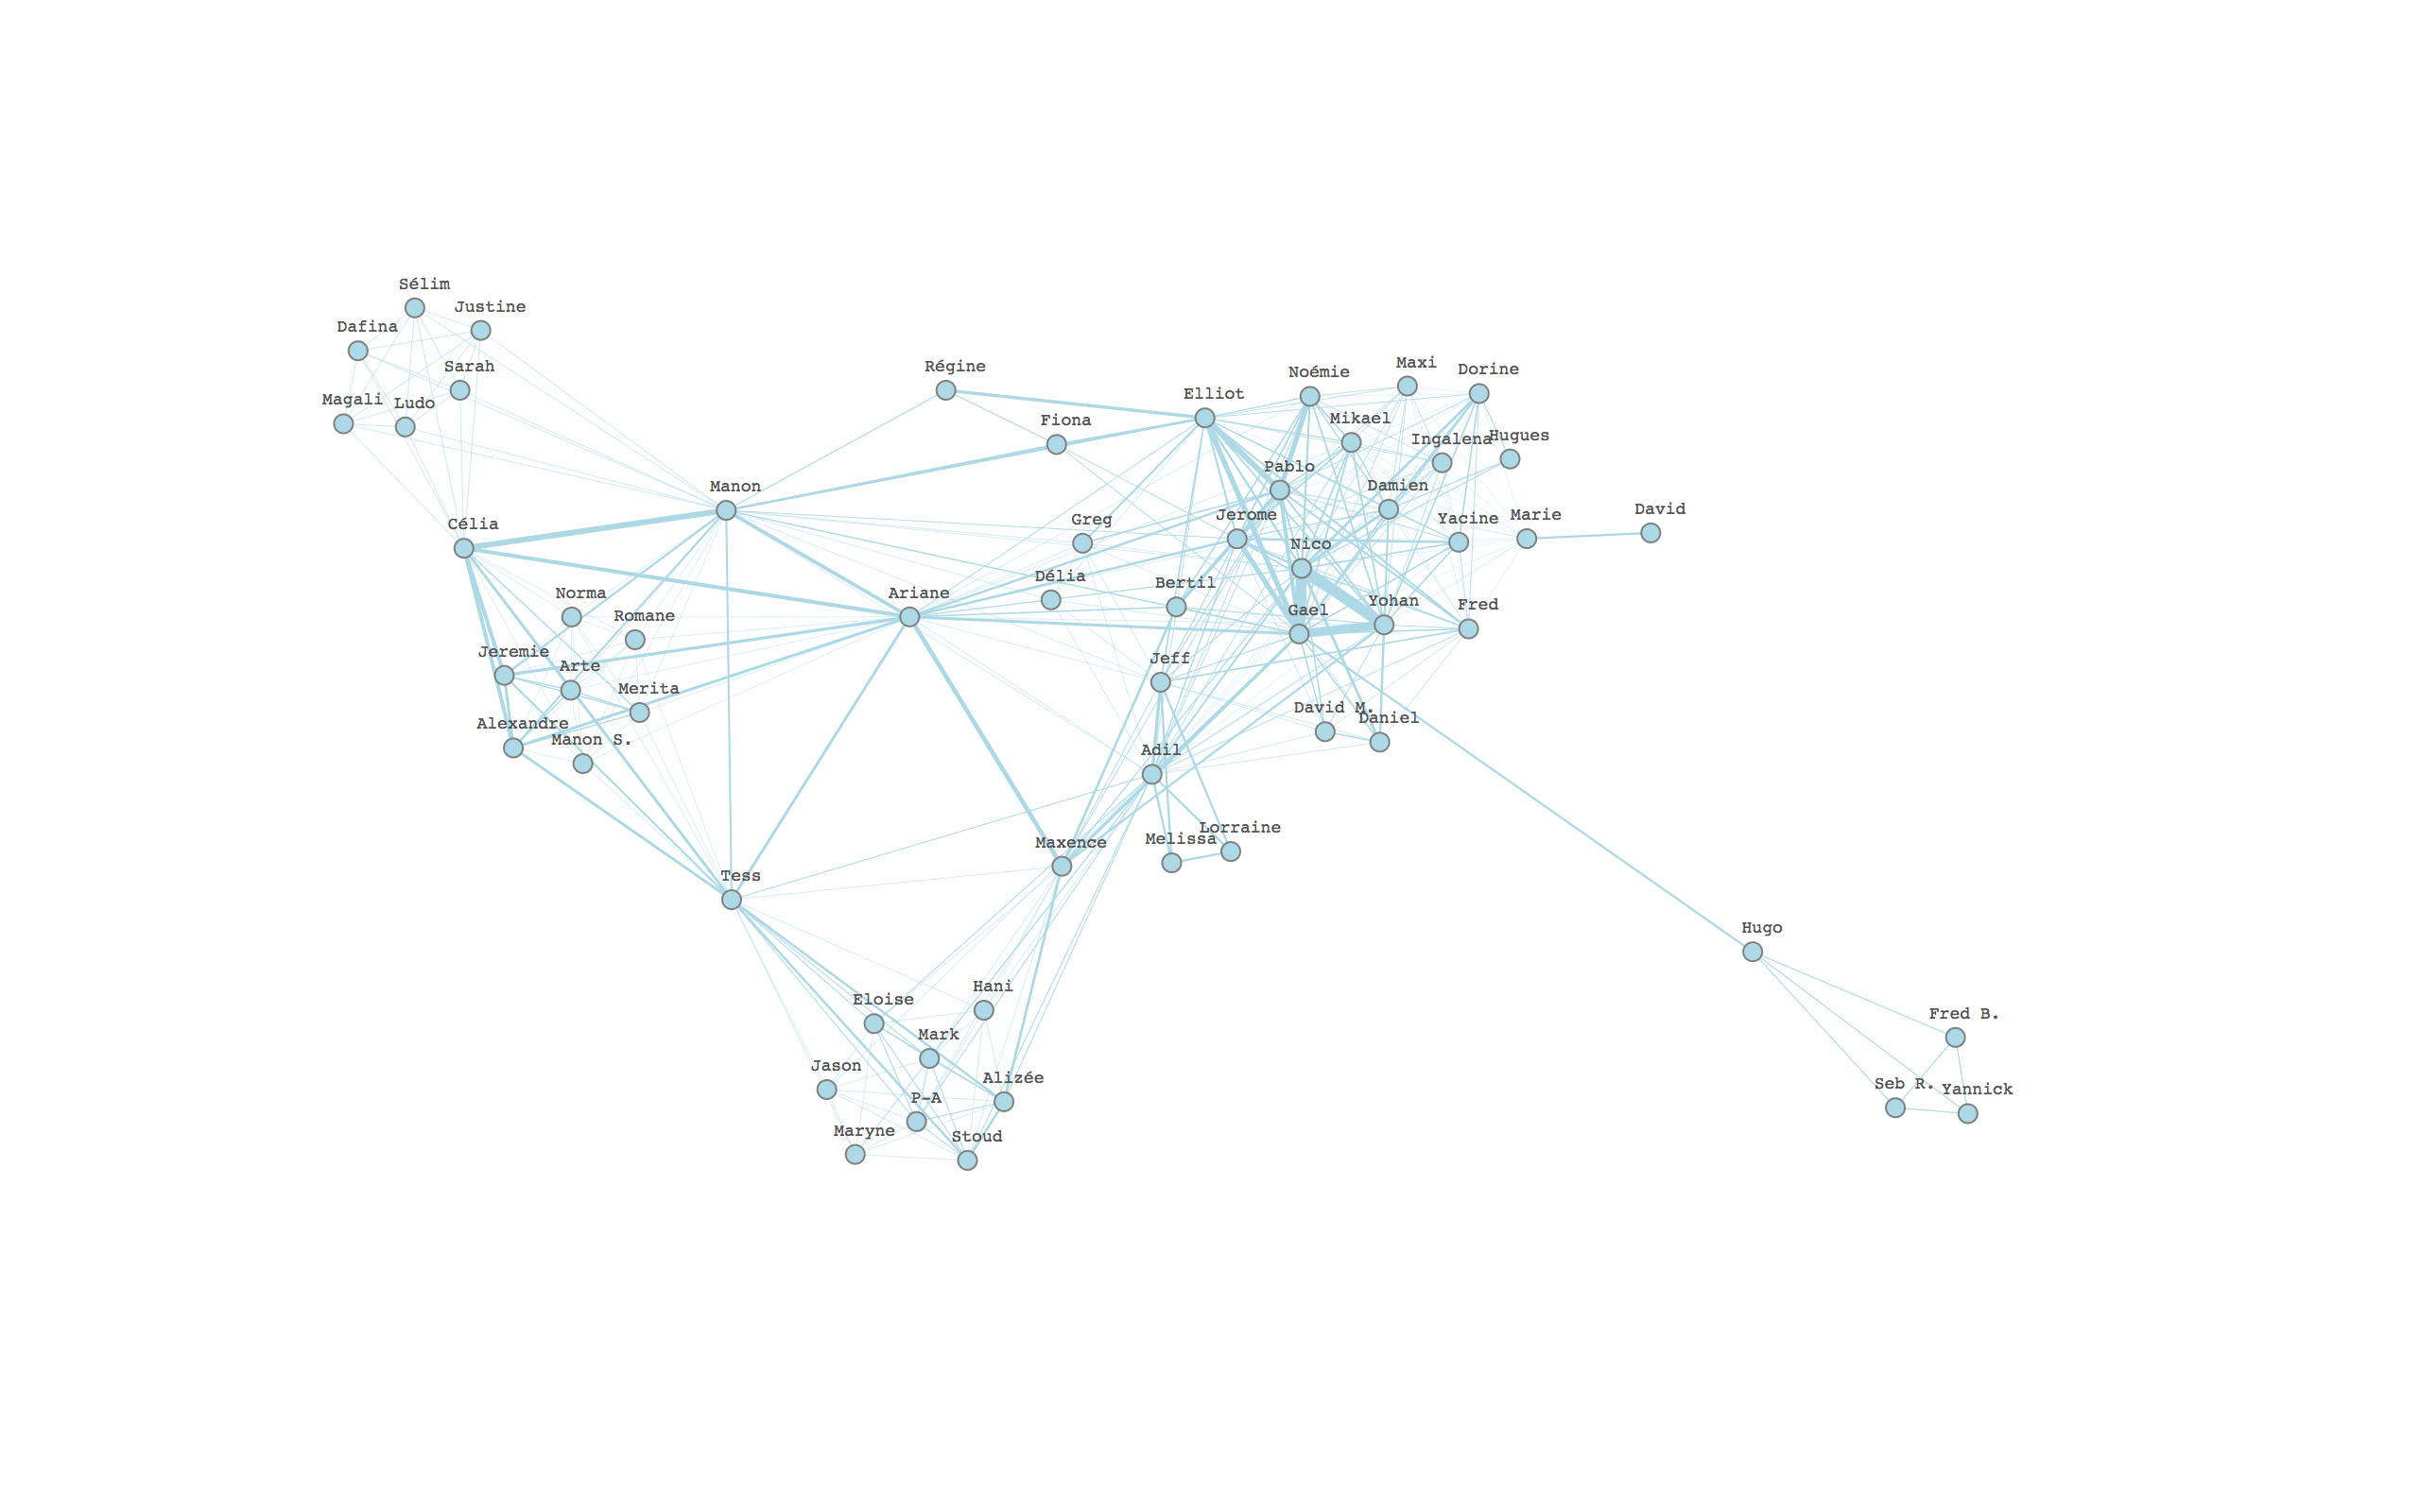 Sélim
Justine
Dafina
Sarah
Magali
Ludo
Régine
Fiona
Elliot
Noémie
Maxi
Dorine
Mikael
Ingalena
Hugues
Pablo
Damien
Manon
Célia
Greg
Jerome
Yacine
Marie
David
Nico
Délia
Bertil
Ariane
Norma
Romane
Gael
Yohan
Fred
Jeremie
Arte
Merita
Jeff
Alexandre
Manon S.
David M.
Daniel
Adil
Lorraine
Melissa
Maxence
Tess
Hugo
Hani
Eloise
Mark
Fred B.
Jason
Alizée
Seb R.
Yannick
P-A
Maryne
Stoud